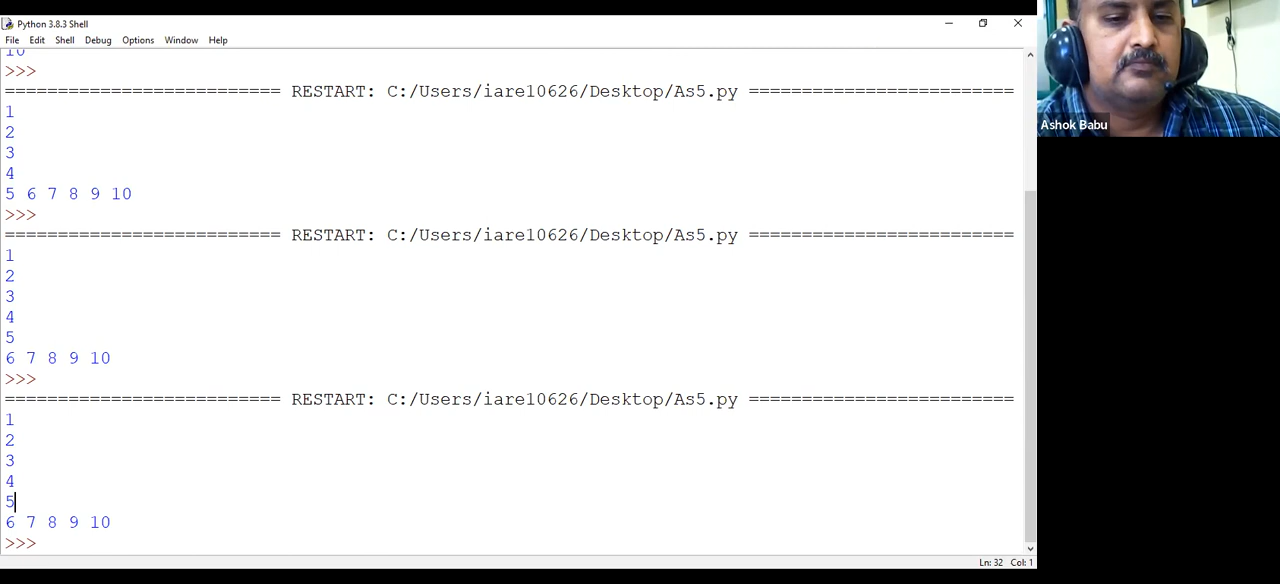 Python 3.8.3 Shell
File Edit Shell Debug Options Window Help
10
>>>
========================== RESTART: C:/Users/iare10626/Desktop/As5.py =========================
1
2
3
4
5 6 7 8 9 10
>>>
========================== RESTART: C:/Users/iare10626/Desktop/As5.py =========================
1
2
3
4
5
6 7 8 9 10
>>>
========================== RESTART: C:/Users/iare10626/Desktop/As5.py =========================
1
2
3
4
5
6 7 8 9 10
>>>
Ln: 32 Col: 1
Ashok Babu